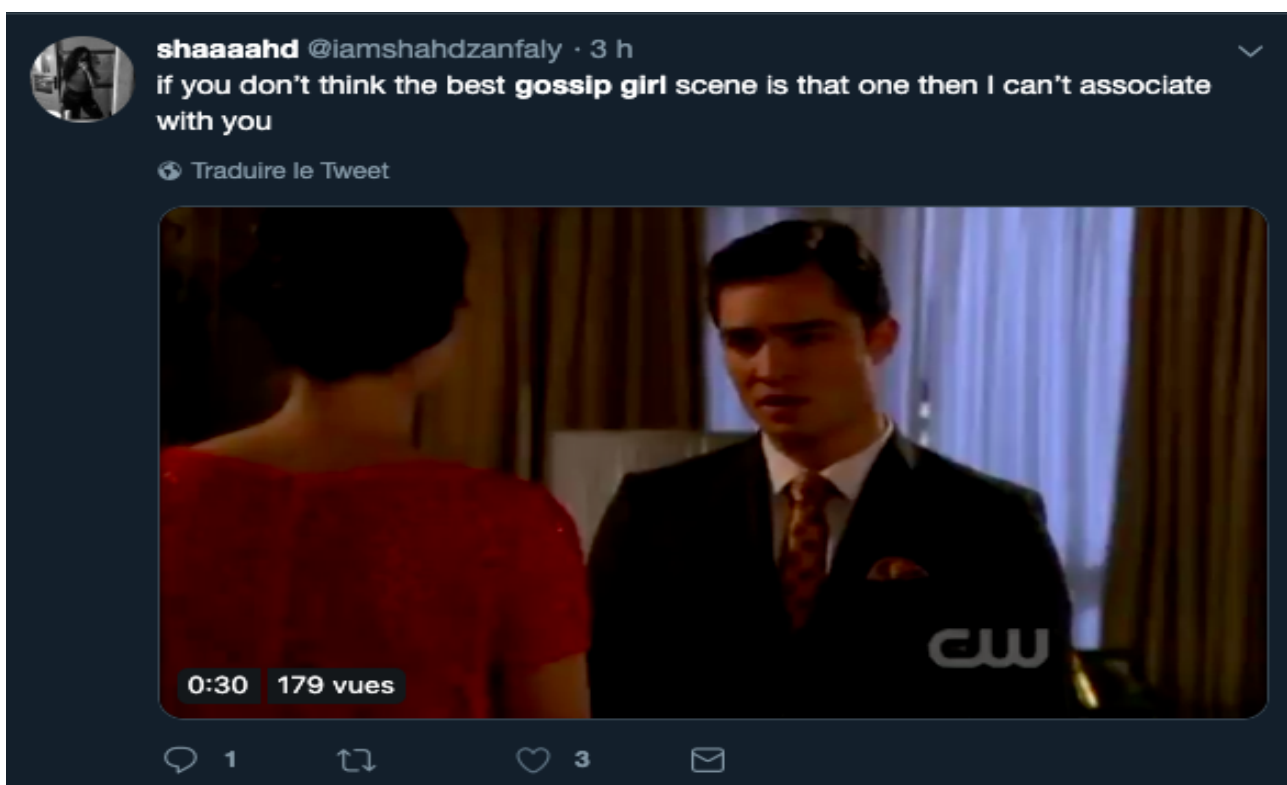 shaaaahd @iamshahdzanfaly · 3 h
if you don't think the best gossip girl scene is that one then I can't associate
with you
Traduire le Tweet
CW
0:30 179 vues
1 3